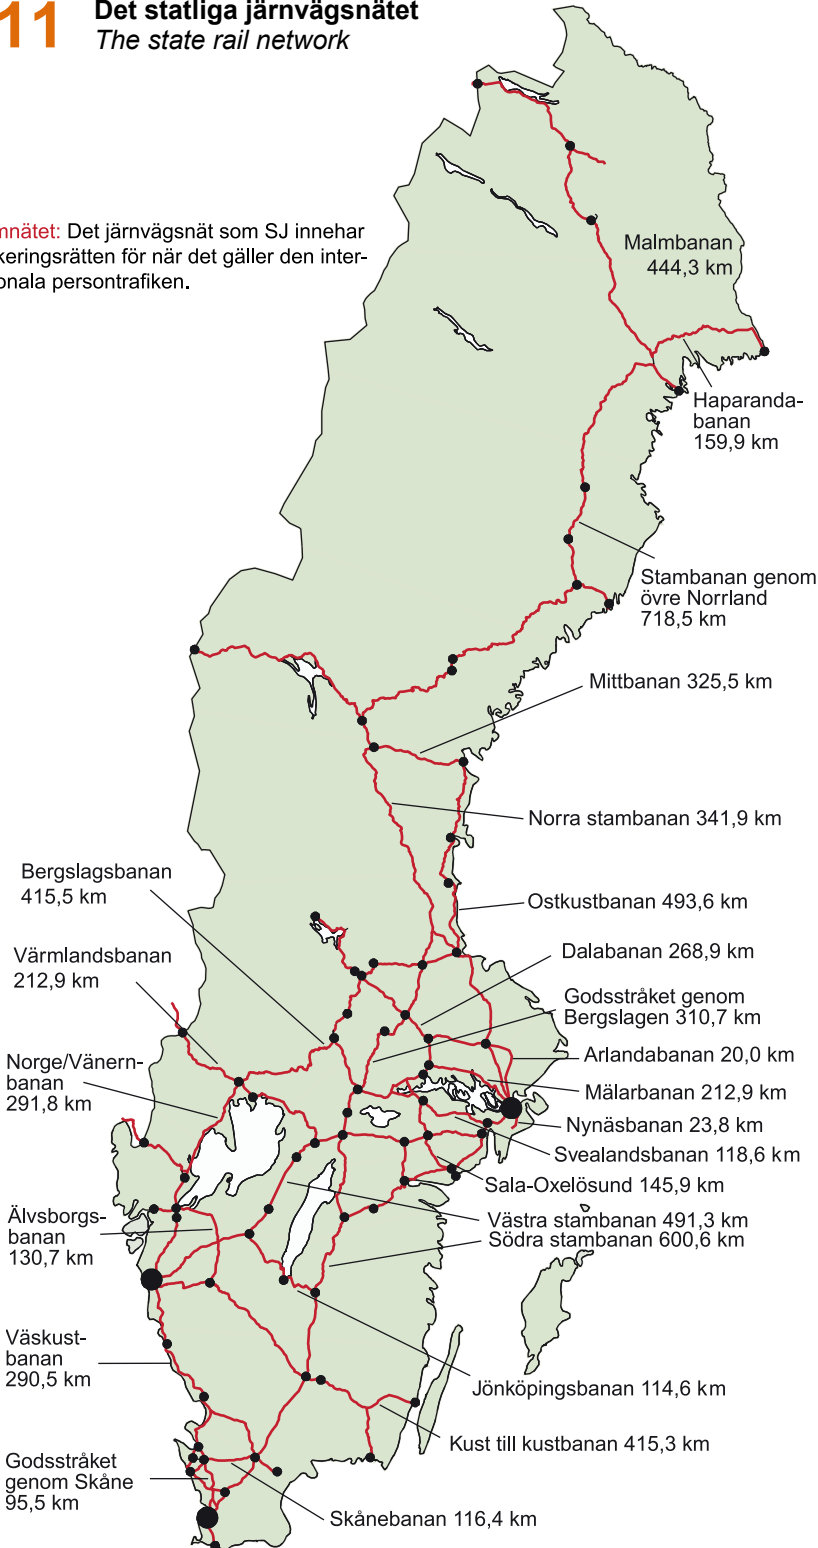 11
Det statliga järnvägsnätet
The state rail network
Det järnvägsnät som SJ innehar
för när det gäller den inter-
persontrafiken.
Malmbanan
444,3 km
Haparanda-
banan
159,9 km
Stambanan genom
övre Norrland
718,5 km
Mittbanan 325,5 km
Norra stambanan 341,9 km
Bergslagsbanan
415,5 km
Ostkustbanan 493,6 km
Värmlandsbanan
212,9 km
Dalabanan 268,9 km
Godsstråket genom
Bergslagen 310,7 km
Arlandabanan 20,0 km
Norge/Vänern-
banan
291,8 km
Mälarbanan 212,9 km
Nynäsbanan 23,8 km
Svealandsbanan 118,6 km
Sala-Oxelösund 145,9 km
Älvsborgs-
banan
130,7 km
Västra stambanan 491,3 km
Södra stambanan 600,6 km
Väskust-
banan
290,5 km
Jönköpingsbanan 114,6 km
Kust till kustbanan 415,3 km
Godsstråket
genom Skåne
95,5 km
Skånebanan 116,4 km